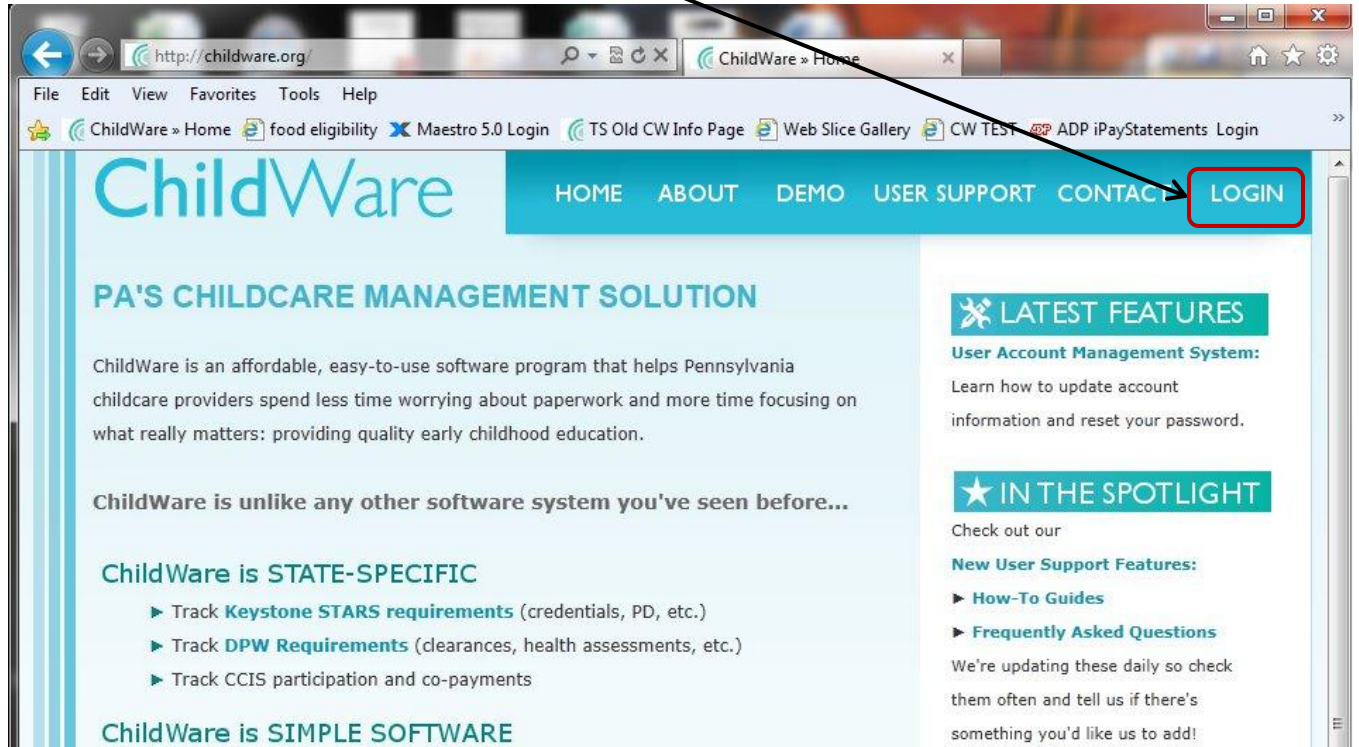 http://childware.org/
ChildWare » Home
File Edit View Favorites Tools Help
ChildWare » Home food eligibility Maestro 5.0 Login TS Old CW Info Page Web Slice Gallery CW TEST ADP iPayStatements Login
ChildWare
HOME ABOUT DEMO USER SUPPORT CONTACT LOGIN
PA'S CHILDCARE MANAGEMENT SOLUTION
ChildWare is an affordable, easy-to-use software program that helps Pennsylvania
childcare providers spend less time worrying about paperwork and more time focusing on
what really matters: providing quality early childhood education.
ChildWare is unlike any other software system you've seen before...
ChildWare is STATE-SPECIFIC
► Track Keystone STARS requirements (credentials, PD, etc.)
► Track DPW Requirements (clearances, health assessments, etc.)
► Track CCIS participation and co-payments
ChildWare is SIMPLE SOFTWARE
LATEST FEATURES
User Account Management System:
Learn how to update account
information and reset your password.
IN THE SPOTLIGHT
Check out our
New User Support Features:
► How-To Guides
► Frequently Asked Questions
We're updating these daily so check
them often and tell us if there's
something you'd like us to add!